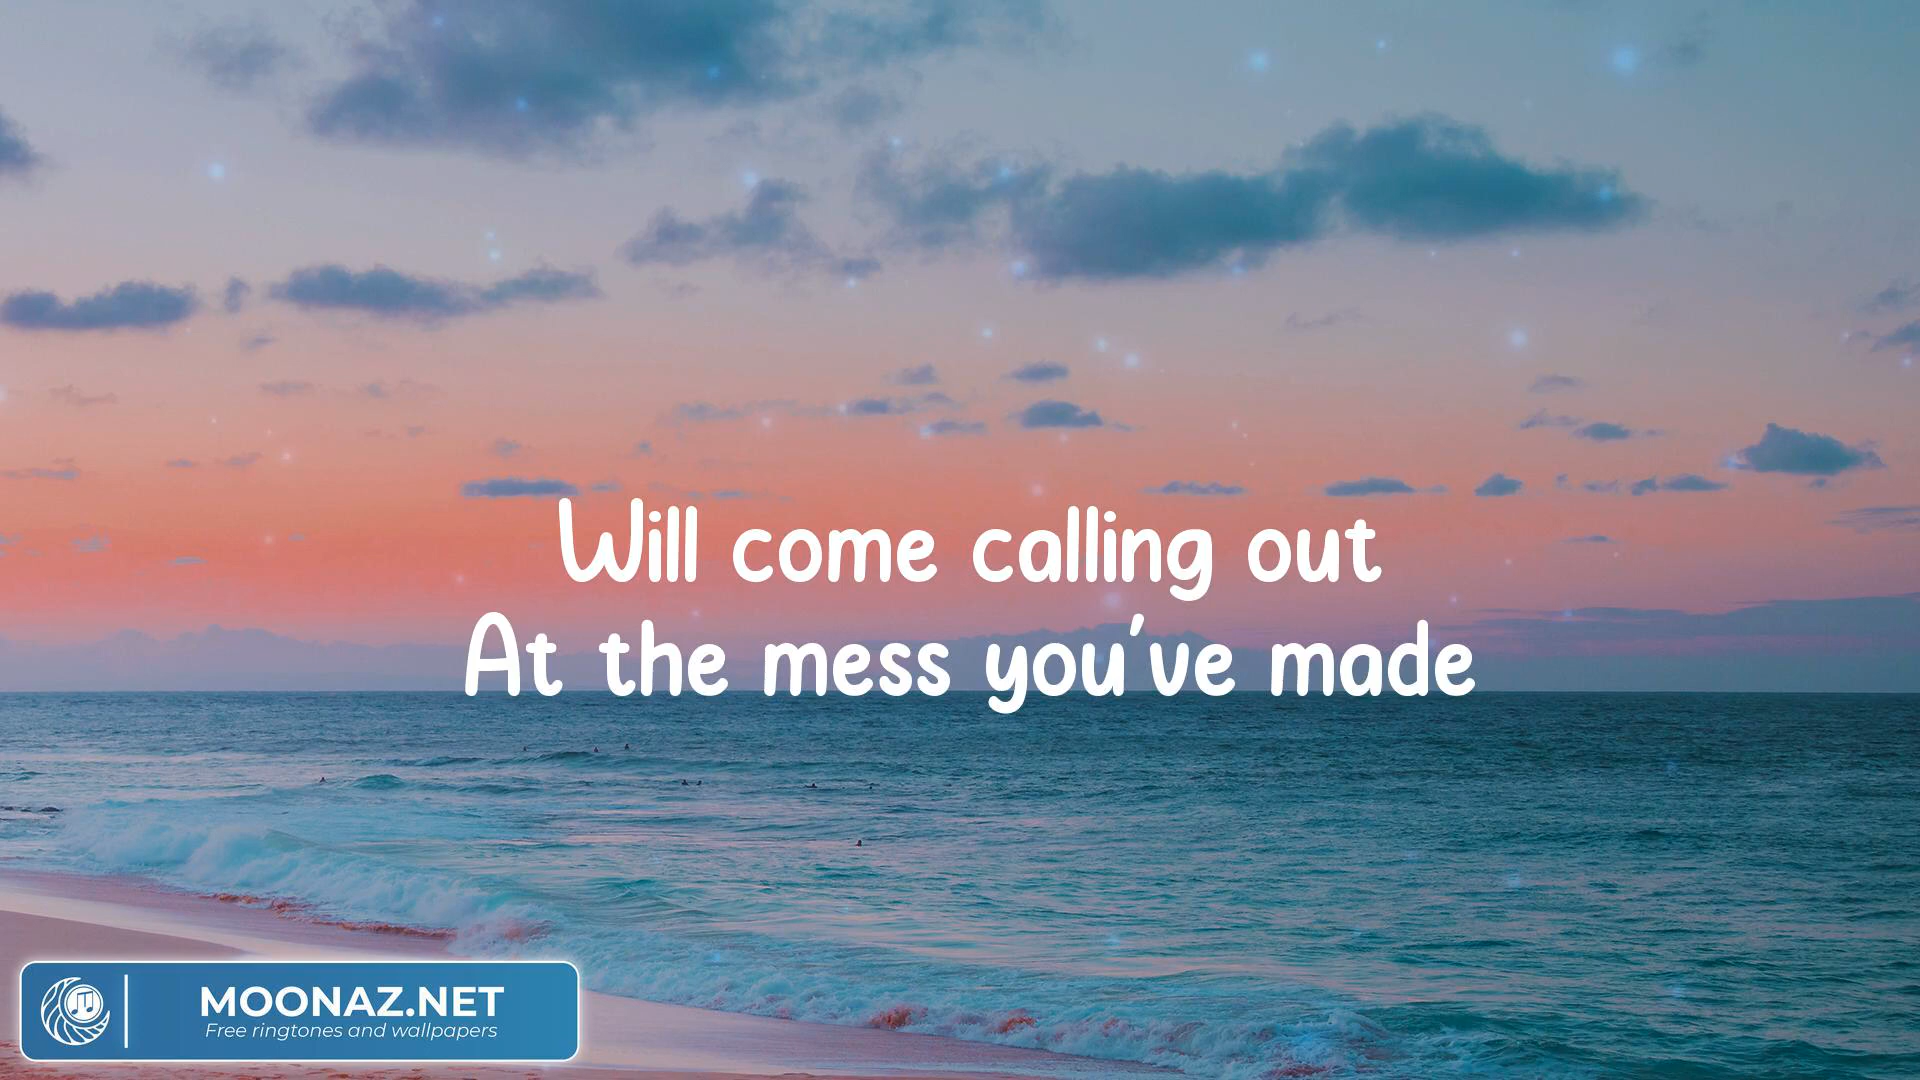 Will come calling out
At the mess you've made
MOONAZ.NET
Free ringtones and wallpapers